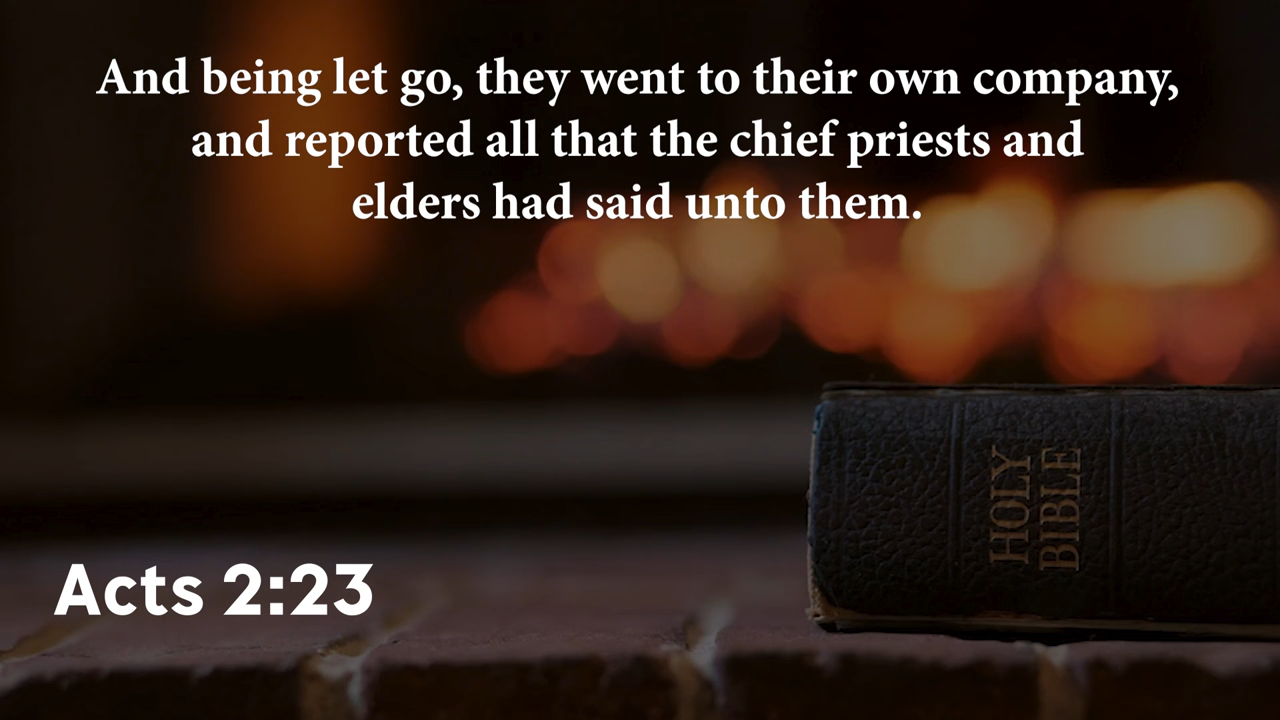 And being let go, they went to their own company,
and reported all that the chief priests and
elders had said unto them.
HOLY
BIBLE
Acts 2:23